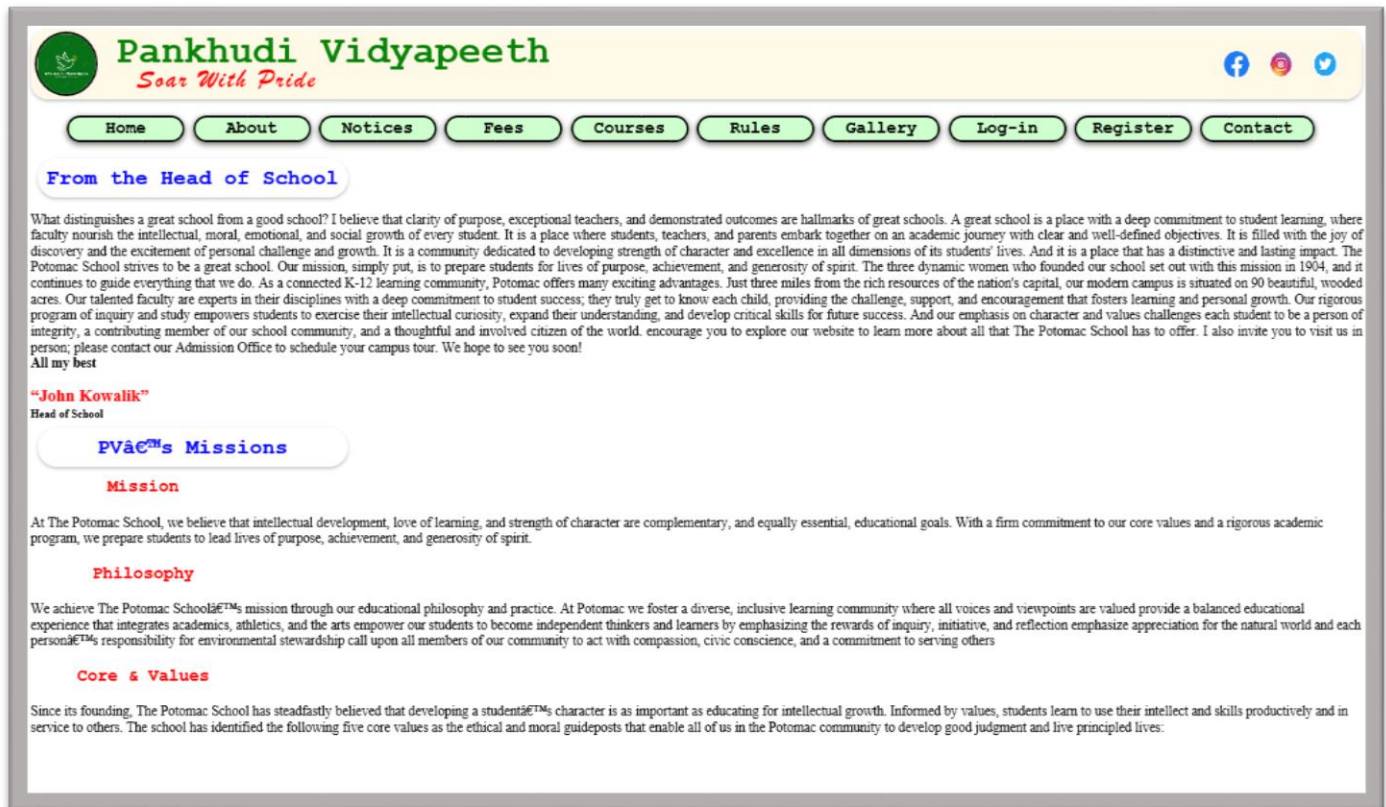 Pankhudi Vidyapeeth
Soar With Pride
Home About Notices Fees Courses Rules Gallery Log-in Register Contact
From the Head of School
What distinguishes a great school from a good school? I believe that clarity of purpose, exceptional teachers, and demonstrated outcomes are hallmarks of great schools. A great school is a place with a deep commitment to student learning, where
faculty nourish the intellectual, moral, emotional, and social growth of every student. It is a place where students, teachers, and parents embark together on an academic journey with clear and well-defined objectives. It is filled with the joy of
discovery and the excitement of personal challenge and growth. It is a community dedicated to developing strength of character and excellence in all dimensions of its students' lives. And it is a place that has a distinctive and lasting impact. The
Potomac School strives to be a great school. Our mission, simply put, is to prepare students for lives of purpose, achievement, and generosity of spirit. The three dynamic women who founded our school set out with this mission in 1904, and it
continues to guide everything that we do. As a connected K-12 learning community, Potomac offers many exciting advantages. Just three miles from the rich resources of the nation's capital, our modern campus is situated on 90 beautiful, wooded
acres. Our talented faculty are experts in their disciplines with a deep commitment to student success; they truly get to know each child, providing the challenge, support, and encouragement that fosters learning and personal growth. Our rigorous
program of inquiry and study empowers students to exercise their intellectual curiosity, expand their understanding, and develop critical skills for future success. And our emphasis on character and values challenges each student to be a person of
integrity, a contributing member of our school community, and a thoughtful and involved citizen of the world. encourage you to explore our website to learn more about all that The Potomac School has to offer. I also invite you to visit us in
person; please contact our Admission Office to schedule your campus tour. We hope to see you soon!
All my best
“John Kowalik”
Head of School
PVâ€™s Missions
Mission
At The Potomac School, we believe that intellectual development, love of learning, and strength of character are complementary, and equally essential, educational goals. With a firm commitment to our core values and a rigorous academic
program, we prepare students to lead lives of purpose, achievement, and generosity of spirit.
Philosophy
We achieve The Potomac Schoolâ€™s mission through our educational philosophy and practice. At Potomac we foster a diverse, inclusive learning community where all voices and viewpoints are valued provide a balanced educational
experience that integrates academics, athletics, and the arts empower our students to become independent thinkers and learners by emphasizing the rewards of inquiry, initiative, and reflection emphasize appreciation for the natural world and each
personâ€™s responsibility for environmental stewardship call upon all members of our community to act with compassion, civic conscience, and a commitment to serving others
Core & Values
Since its founding, The Potomac School has steadfastly believed that developing a studentâ€™s character is as important as educating for intellectual growth. Informed by values, students learn to use their intellect and skills productively and in
service to others. The school has identified the following five core values as the ethical and moral guideposts that enable all of us in the Potomac community to develop good judgment and live principled lives: